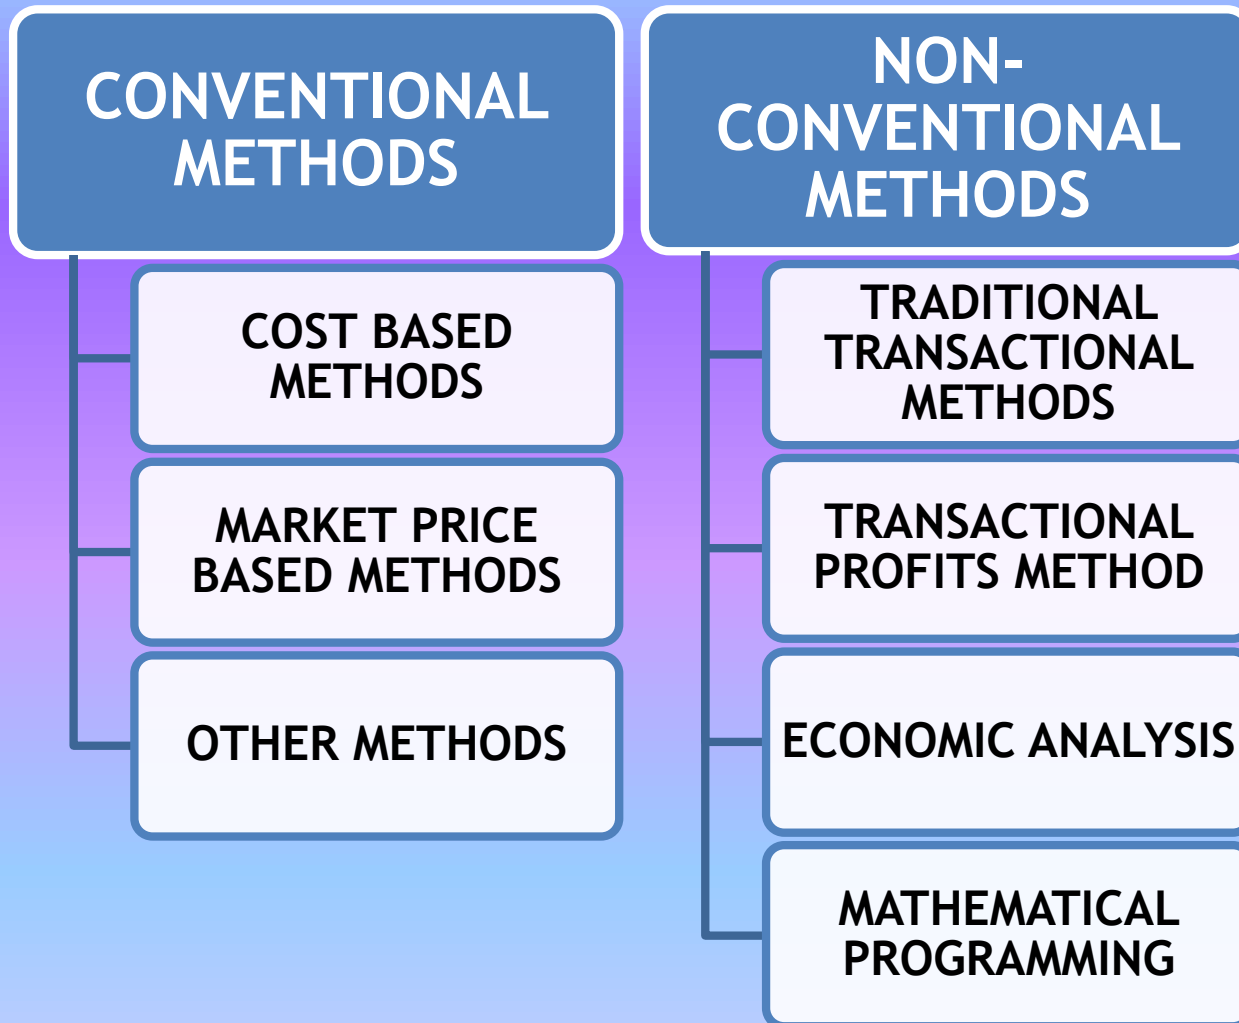 CONVENTIONAL
METHODS
COST BASED
METHODS
MARKET PRICE
BASED METHODS
OTHER METHODS
NON-
CONVENTIONAL
METHODS
TRADITIONAL
TRANSACTIONAL
METHODS
TRANSACTIONAL
PROFITS METHOD
ECONOMIC ANALYSIS
MATHEMATICAL
PROGRAMMING